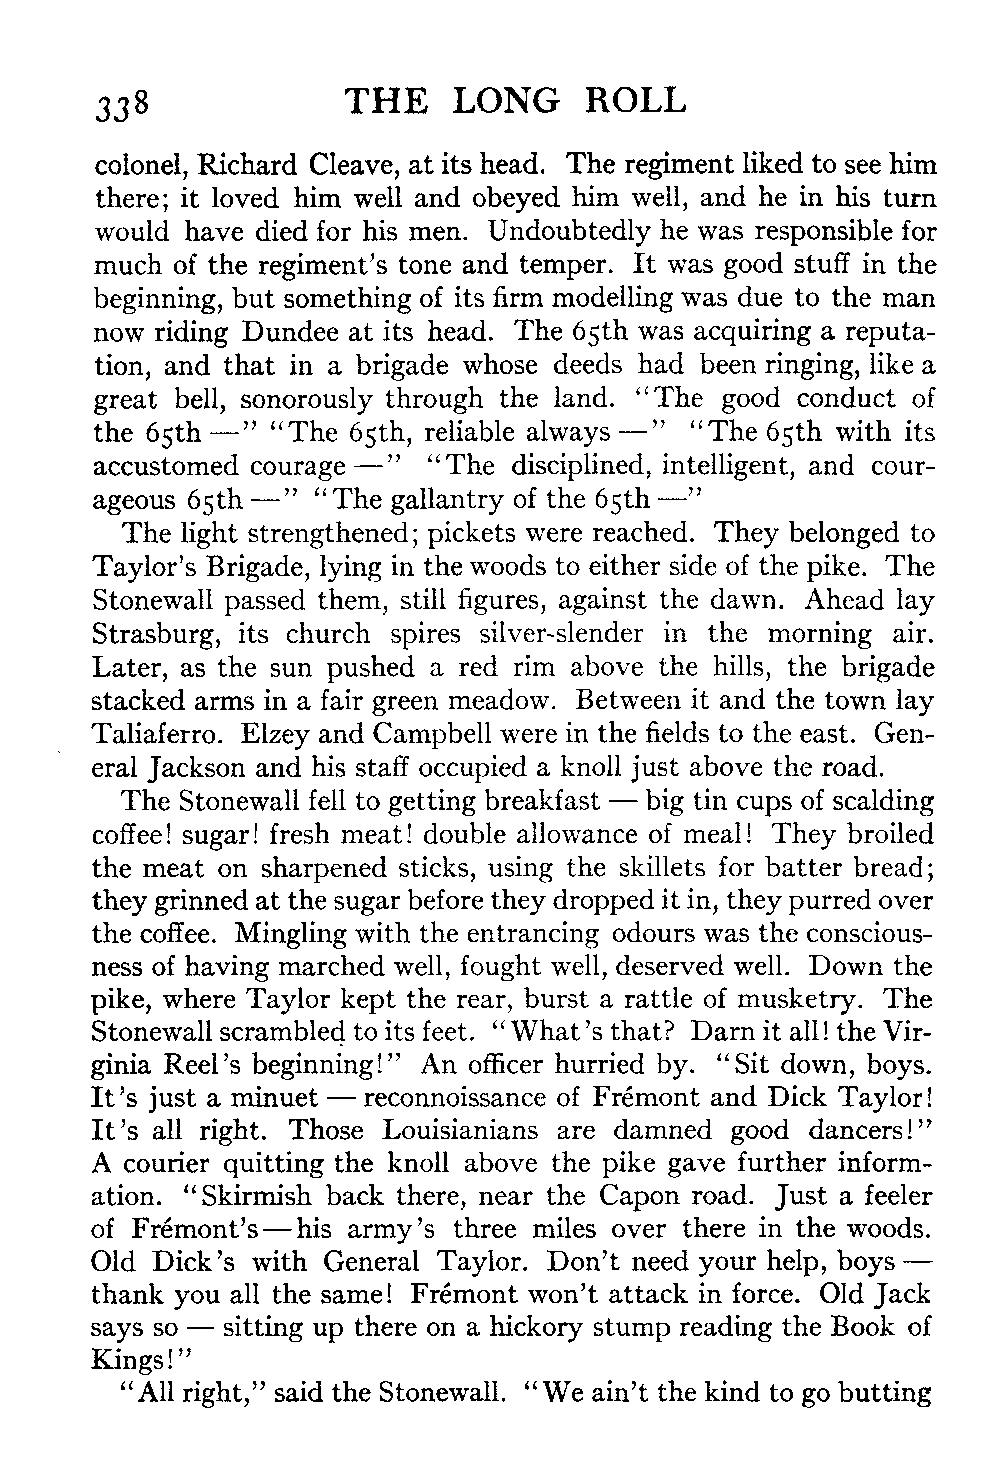 338 THE LONG ROLL
colonel, Richard Cleave, at its head. The regiment liked to see him
there; it loved him well and obeyed him well, and he in his turn
would have died for his men. Undoubtedly he was responsible for
much of the regiment's tone and temper. It was good stuff in the
beginning, but something of its firm modelling was due to the man
now riding Dundee at its head. The 65th was acquiring a reputa-
tion, and that in a brigade whose deeds had been ringing, like a
great bell, sonorously through the land. "The good conduct of
the 65th —" "The 65th, reliable always —" "The 65th with its
accustomed courage —" "The disciplined, intelligent, and cour-
ageous 65th —" "The gallantry of the 65th —"
The light strengthened; pickets were reached. They belonged to
Taylor's Brigade, lying in the woods to either side of the pike. The
Stonewall passed them, still figures, against the dawn. Ahead lay
Strasburg, its church spires silver-slender in the morning air.
Later, as the sun pushed a red rim above the hills, the brigade
stacked arms in a fair green meadow. Between it and the town lay
Taliaferro. Elzey and Campbell were in the fields to the east. Gen-
eral Jackson and his staff occupied a knoll just above the road.
The Stonewall fell to getting breakfast — big tin cups of scalding
coffee! sugar! fresh meat! double allowance of meal! They broiled
the meat on sharpened sticks, using the skillets for batter bread;
they grinned at the sugar before they dropped it in, they purred over
the coffee. Mingling with the entrancing odours was the conscious-
ness of having marched well, fought well, deserved well. Down the
pike, where Taylor kept the rear, burst a rattle of musketry. The
Stonewall scrambled to its feet. "What's that? Darn it all! the Vir-
ginia Reel's beginning!" An officer hurried by. "Sit down, boys.
It's just a minuet — reconnoissance of Frémont and Dick Taylor!
It's all right. Those Louisianians are damned good dancers!"
A courier quitting the knoll above the pike gave further inform-
ation. "Skirmish back there, near the Capon road. Just a feeler
of Frémont's—his army's three miles over there in the woods.
Old Dick's with General Taylor. Don't need your help, boys —
thank you all the same! Frémont won't attack in force. Old Jack
says so — sitting up there on a hickory stump reading the Book of
Kings!"
"All right," said the Stonewall. "We ain't the kind to go butting